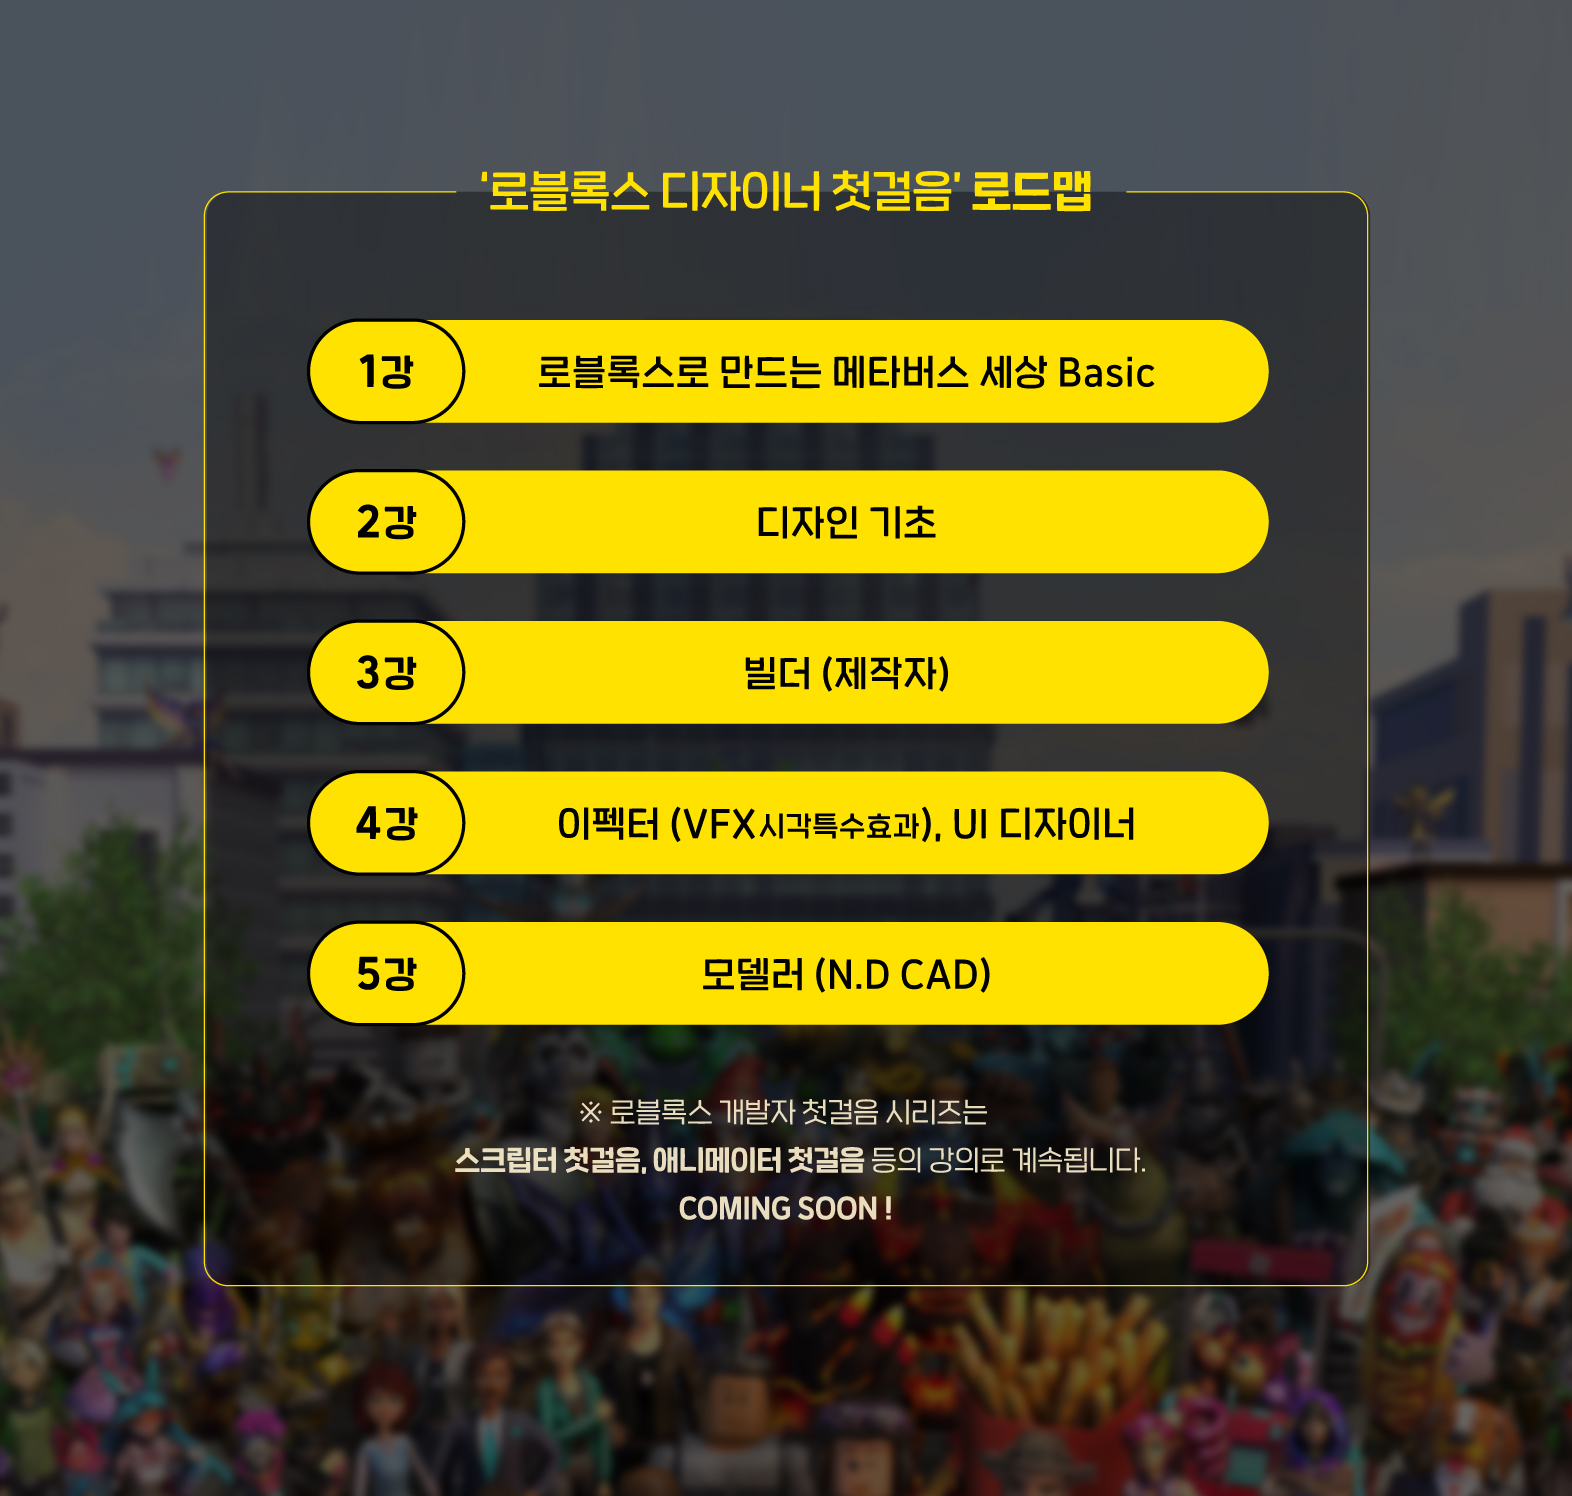 ‘로블록스 디자이너 첫걸음’ 로드맵
1강 로블록스로 만드는 메타버스 세상 Basic
2강 디자인 기초
3강 빌더 (제작자)
4강 이펙터 (VFX시각특수효과), UI 디자이너
5강 모델러 (N.D CAD)
※ 로블록스 개발자 첫걸음 시리즈는
스크립터 첫걸음, 애니메이터 첫걸음 등의 강의로 계속됩니다.
COMING SOON !